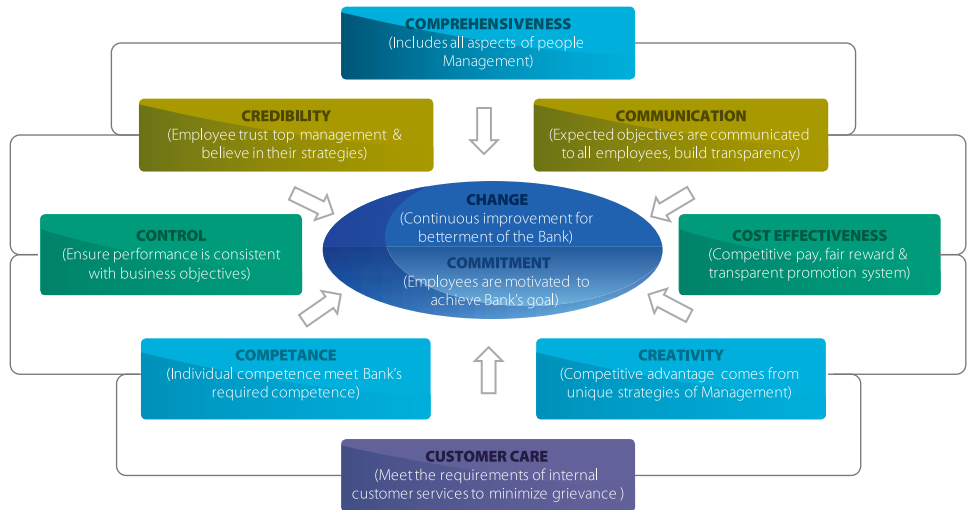 COMPREHENSIVENESS
(Includes all aspects of people
Management)
CREDIBILITY
(Employee trust top management &
believe in their strategies)
COMMUNICATION
(Expected objectives are communicated
to all employees, build transparency)
CHANGE
(Continuous improvement for
betterment of the Bank)
COMMITMENT
(Employees are motivated to
achieve Bank's goal)
CONTROL
(Ensure performance is consistent
with business objectives)
COST EFFECTIVENESS
(Competitive pay, fair reward &
transparent promotion system)
COMPETANCE
(Individual competence meet Bank's
required competence)
CREATIVITY
(Competitive advantage comes from
unique strategies of Management)
CUSTOMER CARE
(Meet the requirements of internal
customer services to minimize grievance )